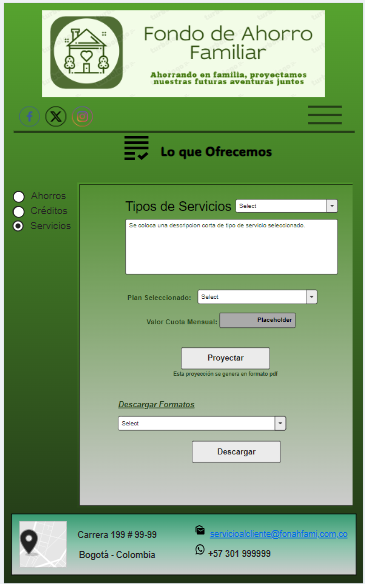 Fondo de Ahorro
Familiar
Ahorrando en familia, proyectamos
nuestras futuras aventuras juntos
Lo que Ofrecemos
Ahorros
Créditos
Servicios
Tipos de Servicios Select
Se coloca una descripcion corta de tipo de servicio seleccionado.
Plan Seleccionado: Select
Valor Cuota Mensual: Placeholder
Proyectar
Esta proyección se genera en formato pdf
Descargar Formatos
Select
Descargar
Carrera 199 # 99-99
servicioalcliente@fonahfami.com.co
Bogotá - Colombia
+57 301 999999